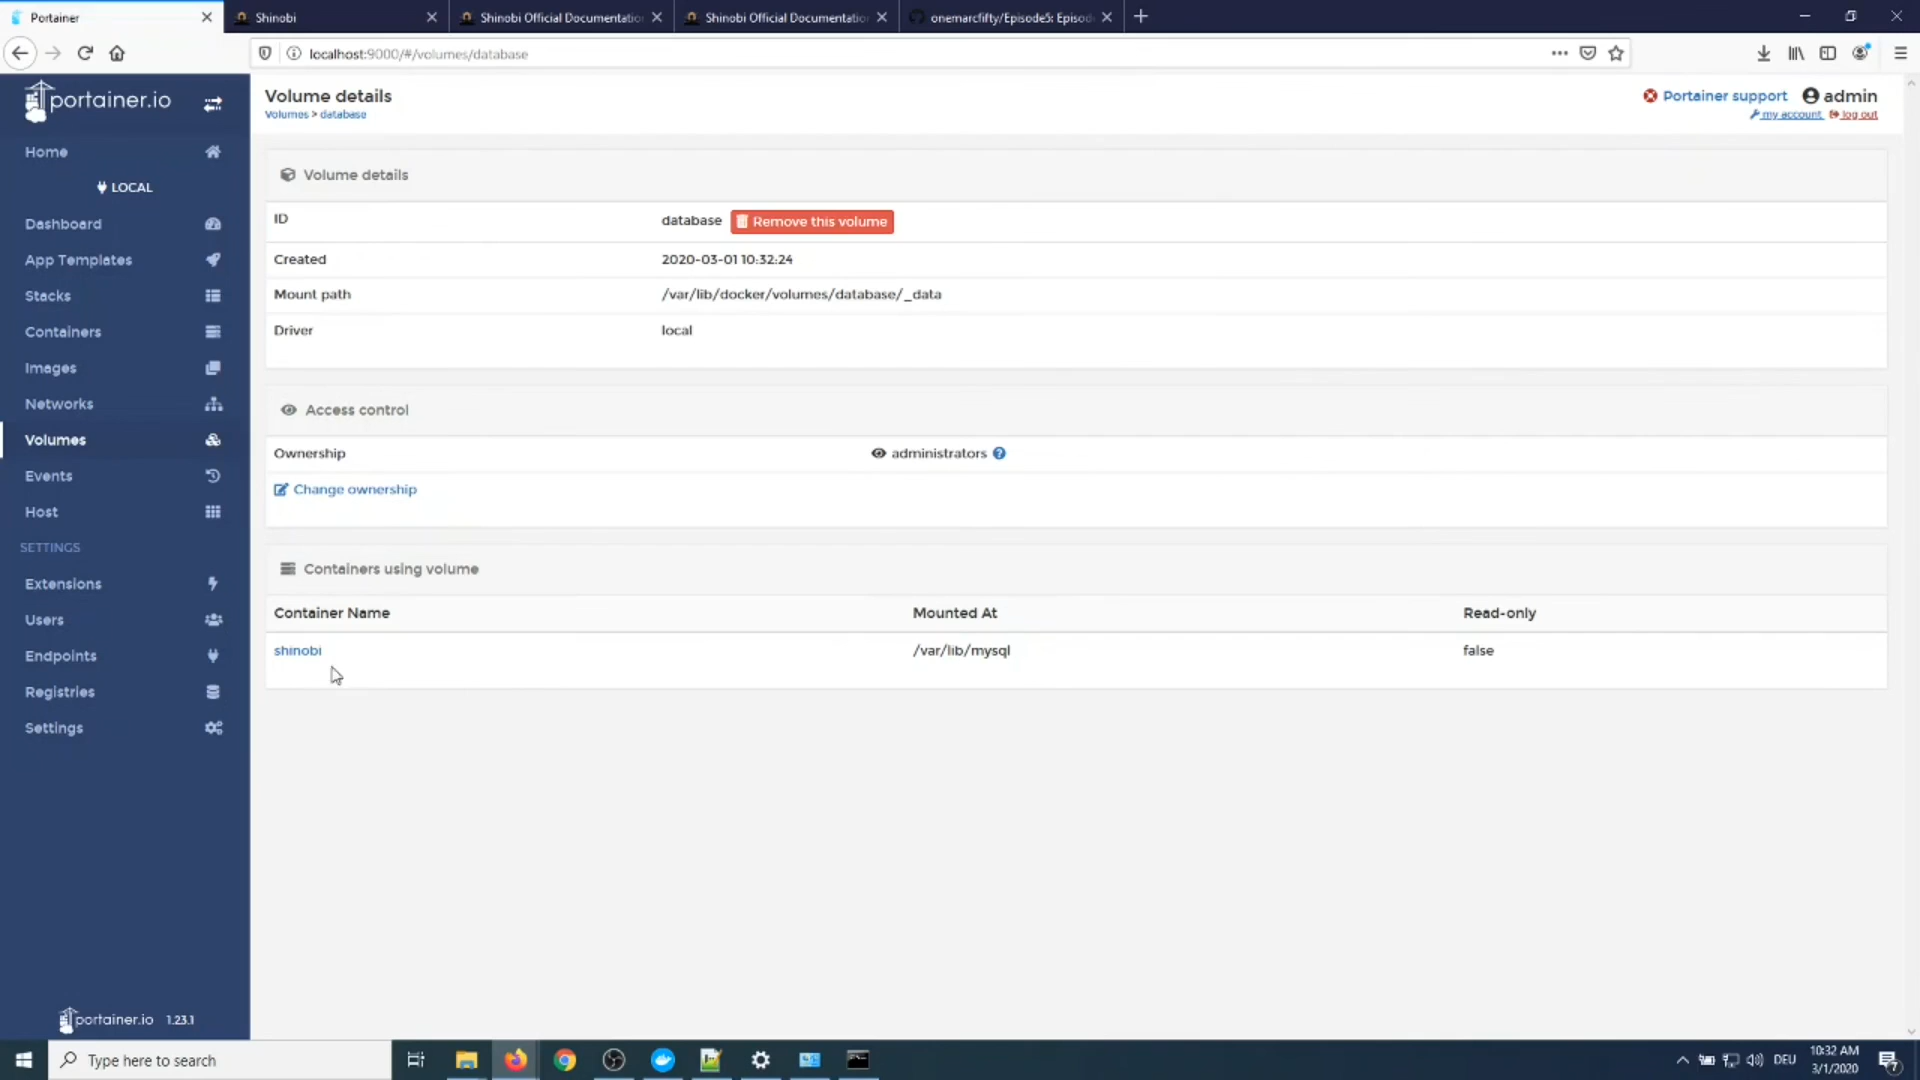 Portainer
Shinobi
Shinobi Official Documentatio
Shinobi Official Documentatio
onemarcfifty/Episode5: Episod
localhost:9000/#/volumes/database
portainer.io
Volume details
Volumes > database
Portainer support
admin
my account
log out
Home
LOCAL
Dashboard
App Templates
Stacks
Containers
Images
Networks
Volumes
Events
Host
SETTINGS
Extensions
Users
Endpoints
Registries
Settings
portainer.io 1.23.1
Volume details
ID database Remove this volume
Created 2020-03-01 10:32:24
Mount path /var/lib/docker/volumes/database/_data
Driver local
Access control
Ownership administrators
Change ownership
Containers using volume
Container Name Mounted At Read-only
shinobi /var/lib/mysql false
Type here to search
DEU
10:32 AM
3/1/2020
7